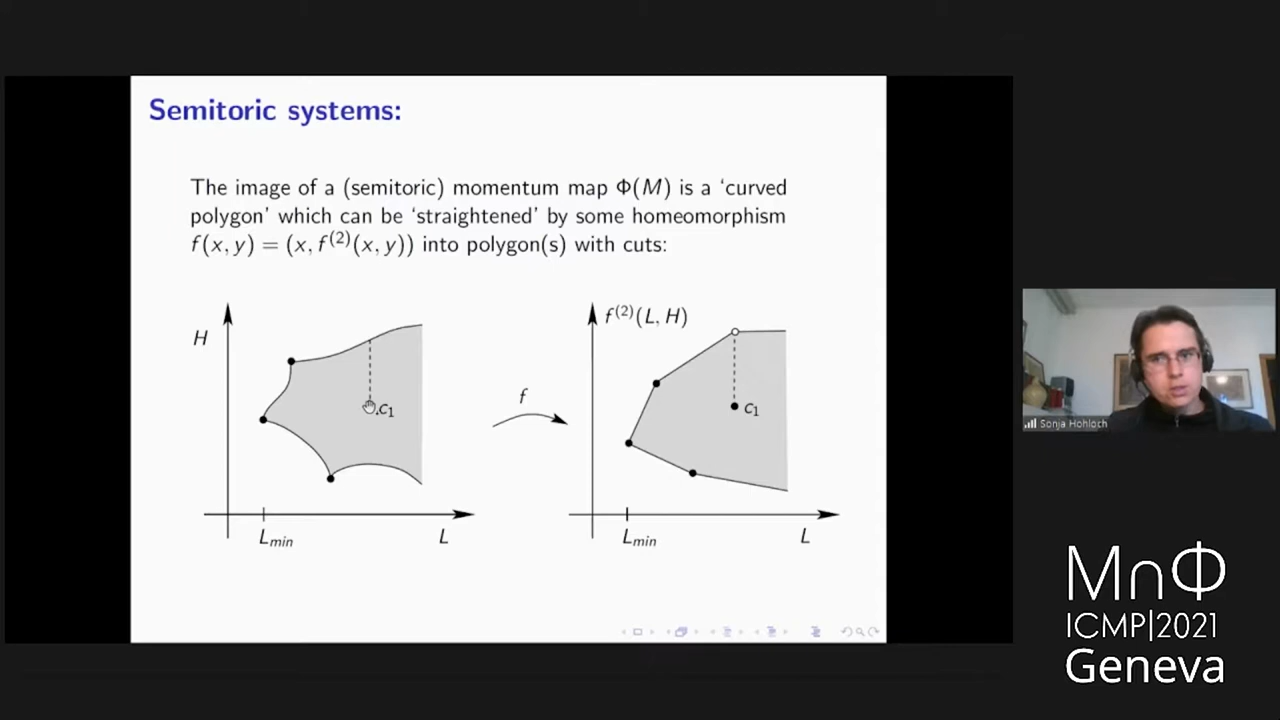 Semitoric systems:
The image of a (semitoric) momentum map Φ(M) is a ‘curved
polygon’ which can be ‘straightened’ by some homeomorphism
f(x, y) = (x, f⁽²⁾(x, y)) into polygon(s) with cuts:
H
c₁
L_min
L
f
f⁽²⁾(L, H)
c₁
L_min
L
Sonja Hohloch
M∩Φ
ICMP|2021
Geneva